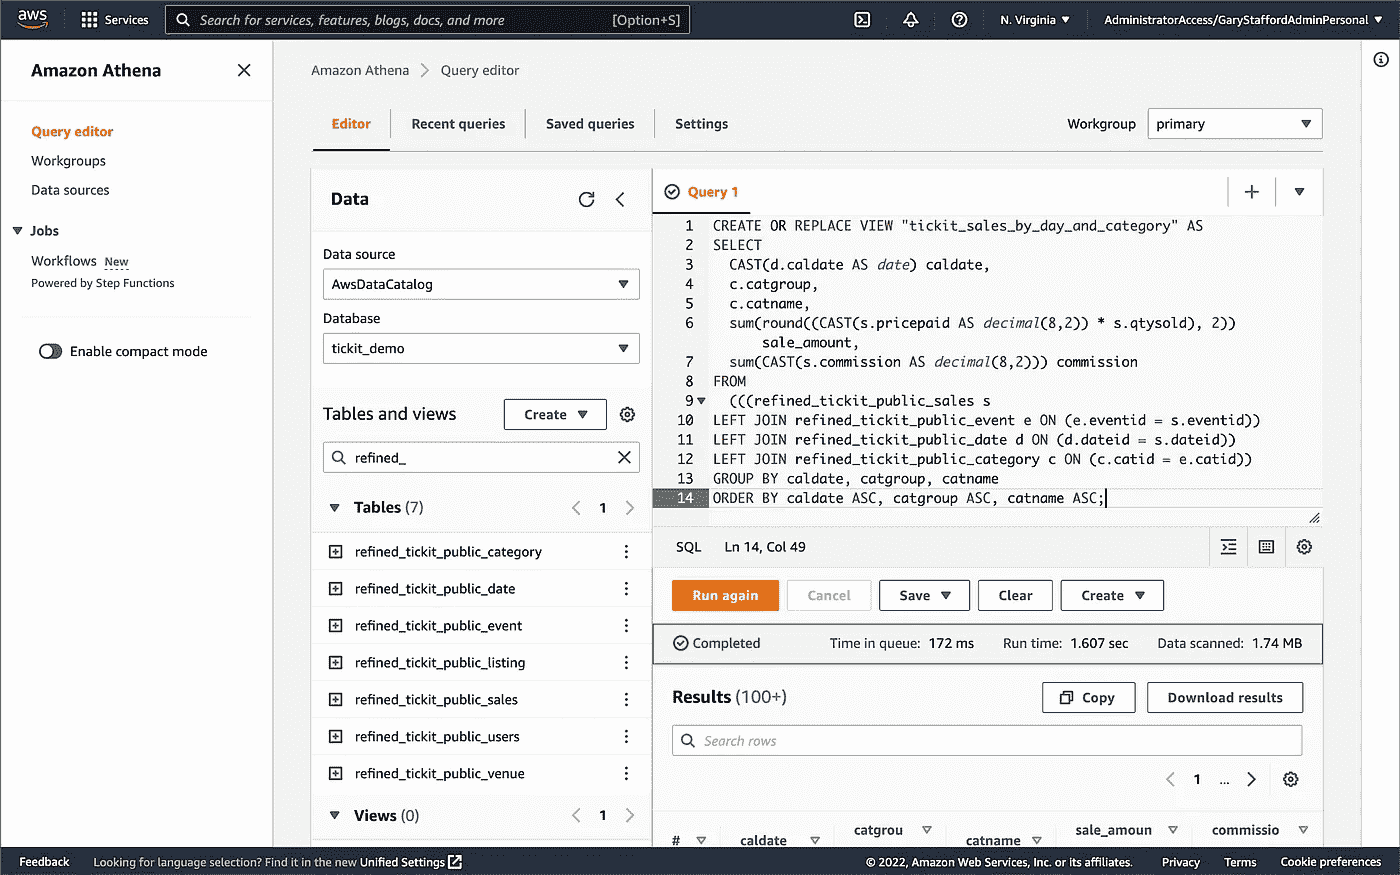 aws Services Search for services, features, blogs, docs, and more [Option+S] N. Virginia ▼ AdministratorAccess/GaryStaffordAdminPersonal ▼
Amazon Athena
Query editor
Workgroups
Data sources
Jobs
Workflows New
Powered by Step Functions
Enable compact mode
Amazon Athena > Query editor
Editor Recent queries Saved queries Settings
Workgroup primary
Data
Data source
AwsDataCatalog
Database
tickit_demo
Tables and views Create
refined_
Tables (7) < 1 >
refined_tickit_public_category
refined_tickit_public_date
refined_tickit_public_event
refined_tickit_public_listing
refined_tickit_public_sales
refined_tickit_public_users
refined_tickit_public_venue
Views (0) < 1 >
Query 1
1 CREATE OR REPLACE VIEW "tickit_sales_by_day_and_category" AS
2 SELECT
3 CAST(d.caldate AS date) caldate,
4 c.catgroup,
5 c.catname,
6 sum(round((CAST(s.pricepaid AS decimal(8,2)) * s.qtysold), 2))
sale_amount,
7 sum(CAST(s.commission AS decimal(8,2))) commission
8 FROM
9 (((refined_tickit_public_sales s
10 LEFT JOIN refined_tickit_public_event e ON (e.eventid = s.eventid))
11 LEFT JOIN refined_tickit_public_date d ON (d.dateid = s.dateid))
12 LEFT JOIN refined_tickit_public_category c ON (c.catid = e.catid))
13 GROUP BY caldate, catgroup, catname
14 ORDER BY caldate ASC, catgroup ASC, catname ASC;
SQL Ln 14, Col 49
Run again Cancel Save Clear Create
Completed Time in queue: 172 ms Run time: 1.607 sec Data scanned: 1.74 MB
Results (100+) Copy Download results
Search rows
< 1 ... >
# caldate catgrou catname sale_amoun commissio
Feedback Looking for language selection? Find it in the new Unified Settings © 2022, Amazon Web Services, Inc. or its affiliates. Privacy Terms Cookie preferences